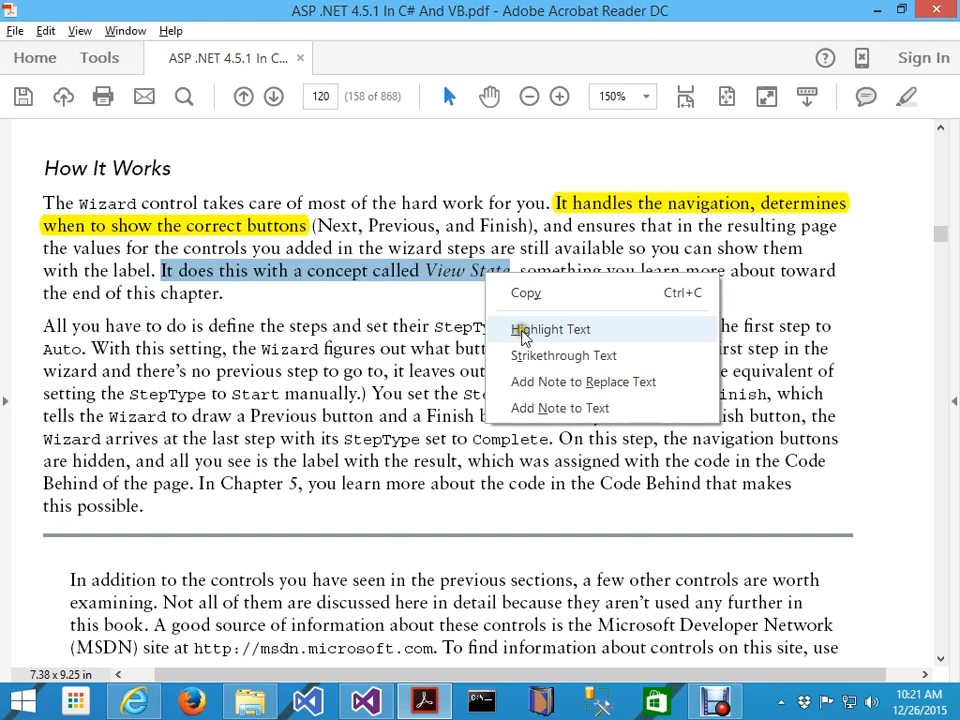 ASP .NET 4.5.1 In C# And VB.pdf - Adobe Acrobat Reader DC
File Edit View Window Help
Home Tools ASP .NET 4.5.1 In C... × Sign In
120 (158 of 868) 150%
How It Works
The Wizard control takes care of most of the hard work for you. It handles the navigation, determines
when to show the correct buttons (Next, Previous, and Finish), and ensures that in the resulting page
the values for the controls you added in the wizard steps are still available so you can show them
with the label. It does this with a concept called View State, something you learn more about toward
the end of this chapter.
Copy Ctrl+C
Highlight Text
Strikethrough Text
Add Note to Replace Text
Add Note to Text
All you have to do is define the steps and set their StepTy he first step to
Auto. With this setting, the Wizard figures out what butt rst step in the
wizard and there's no previous step to go to, it leaves out e equivalent of
setting the StepType to Start manually.) You set the St inish, which
tells the Wizard to draw a Previous button and a Finish b ish button, the
Wizard arrives at the last step with its StepType set to Complete. On this step, the navigation buttons
are hidden, and all you see is the label with the result, which was assigned with the code in the Code
Behind of the page. In Chapter 5, you learn more about the code in the Code Behind that makes
this possible.
In addition to the controls you have seen in the previous sections, a few other controls are worth
examining. Not all of them are discussed here in detail because they aren't used any further in
this book. A good source of information about these controls is the Microsoft Developer Network
(MSDN) site at http://msdn.microsoft.com. To find information about controls on this site, use
7.38 x 9.25 in
10:21 AM
12/26/2015